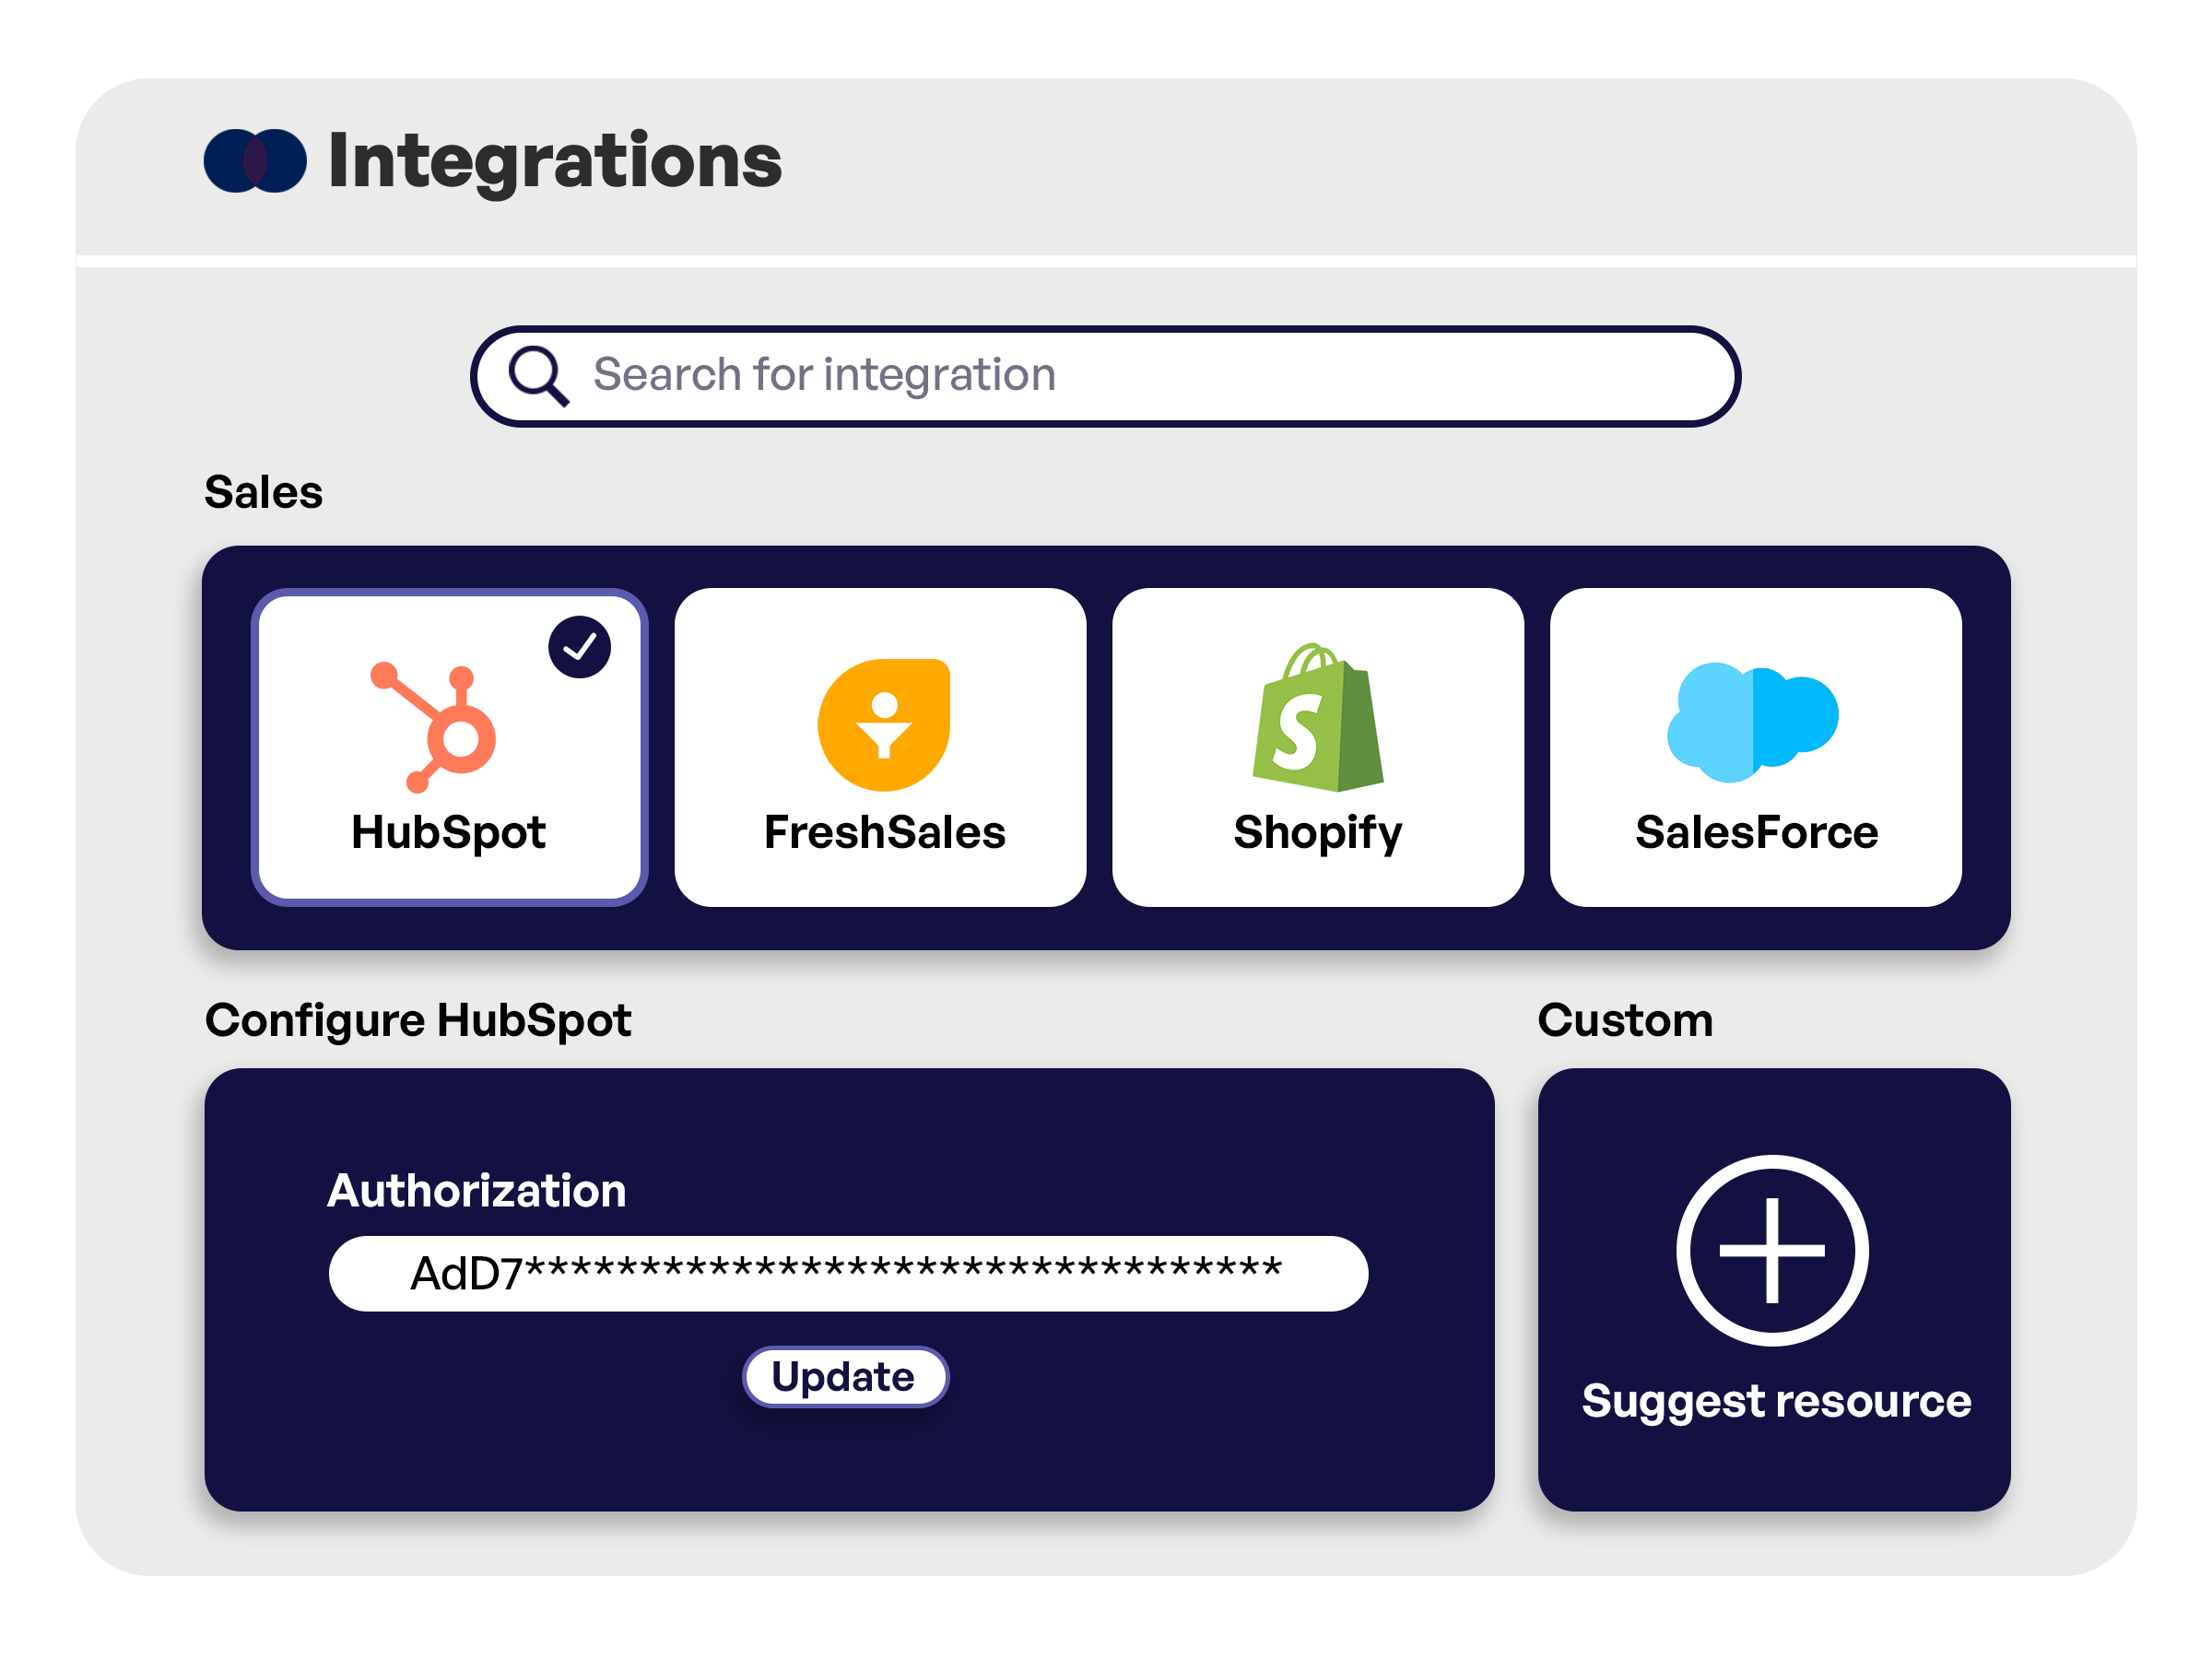 Integrations
Search for integration
Sales
HubSpot
FreshSales
Shopify
SalesForce
Configure HubSpot
Custom
Authorization
AdD7*********************************
Update
Suggest resource